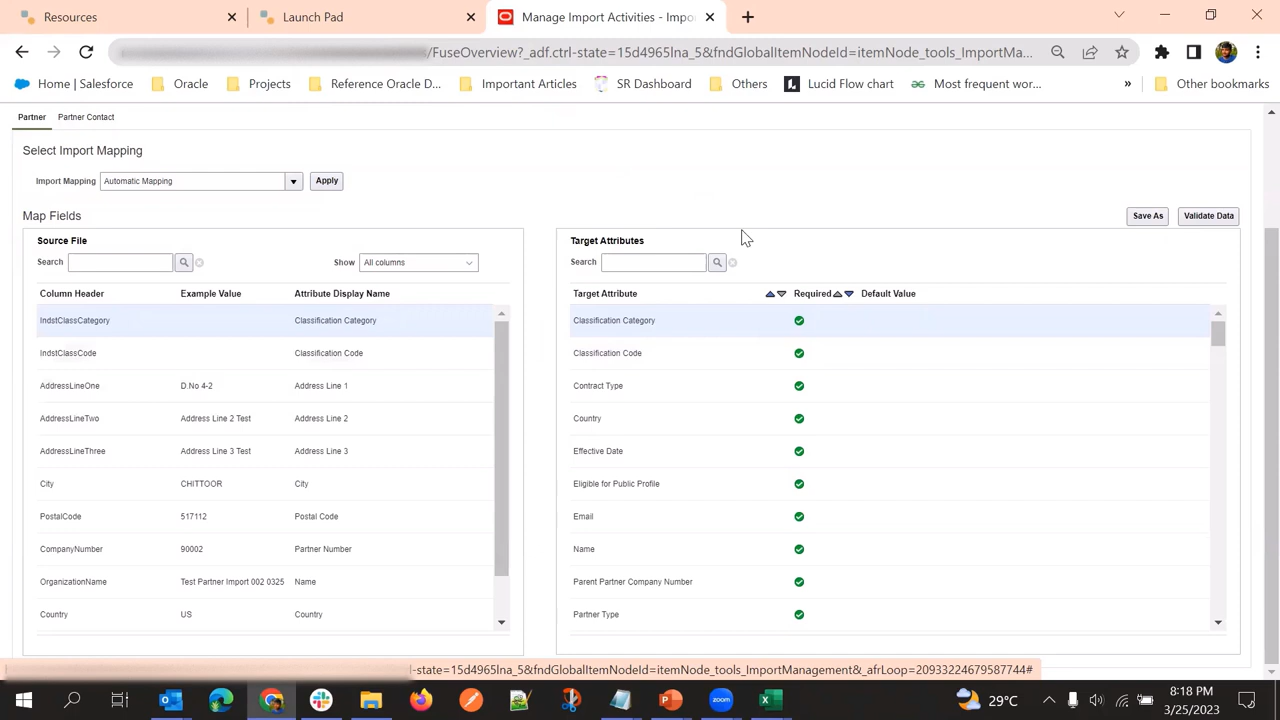 Resources
Launch Pad
Manage Import Activities - Impo
/FuseOverview?_adf.ctrl-state=15d4965lna_5&fndGlobalItemNodeId=itemNode_tools_ImportMa...
Home | Salesforce
Oracle
Projects
Reference Oracle D...
Important Articles
SR Dashboard
Others
Lucid Flow chart
Most frequent wor...
»
Other bookmarks
Partner
Partner Contact
Select Import Mapping
Import Mapping
Automatic Mapping
Apply
Map Fields
Save As
Validate Data
Source File
Search
Show
All columns
Column Header Example Value Attribute Display Name
IndstClassCategory Classification Category
IndstClassCode Classification Code
AddressLineOne D.No 4-2 Address Line 1
AddressLineTwo Address Line 2 Test Address Line 2
AddressLineThree Address Line 3 Test Address Line 3
City CHITTOOR City
PostalCode 517112 Postal Code
CompanyNumber 90002 Partner Number
OrganizationName Test Partner Import 002 0325 Name
Country US Country
Target Attributes
Search
Target Attribute Required Default Value
Classification Category
Classification Code
Contract Type
Country
Effective Date
Eligible for Public Profile
Email
Name
Parent Partner Company Number
Partner Type
l-state=15d4965lna_5&fndGlobalItemNodeId=itemNode_tools_ImportManagement&_afrLoop=20933224679587744#
29°C
8:18 PM
3/25/2023